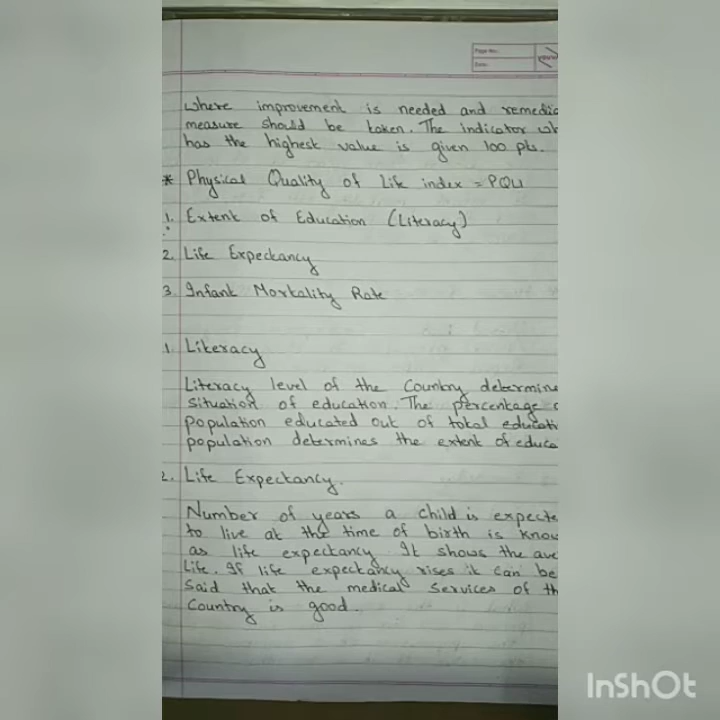 Page No.
Date
where improvement is needed and remedia
measure should be taken. The indicator wh
has the highest value is given 100 pts.
* Physical Quality of Life index = PQLI
1. Extent of Education (Literacy)
2. Life Expectancy
3. Infant Mortality Rate
1. Literacy
Literacy level of the Country determine
situation of education. The percentage o
population educated out of total educati
population determines the extent of educa
2. Life Expectancy.
Number of years a child is expecte
to live at the time of birth is know
as life expectancy. It shows the ave
Life. If life expectancy rises it can be
said that the medical services of th
Country is good.
InShOt